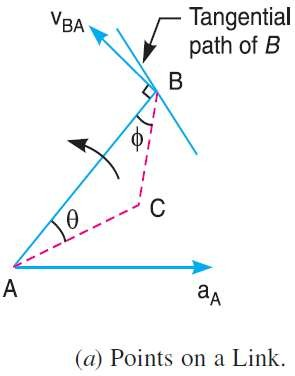 vBA
Tangential
path of B
B
ϕ
θ
C
A
aA
(a) Points on a Link.